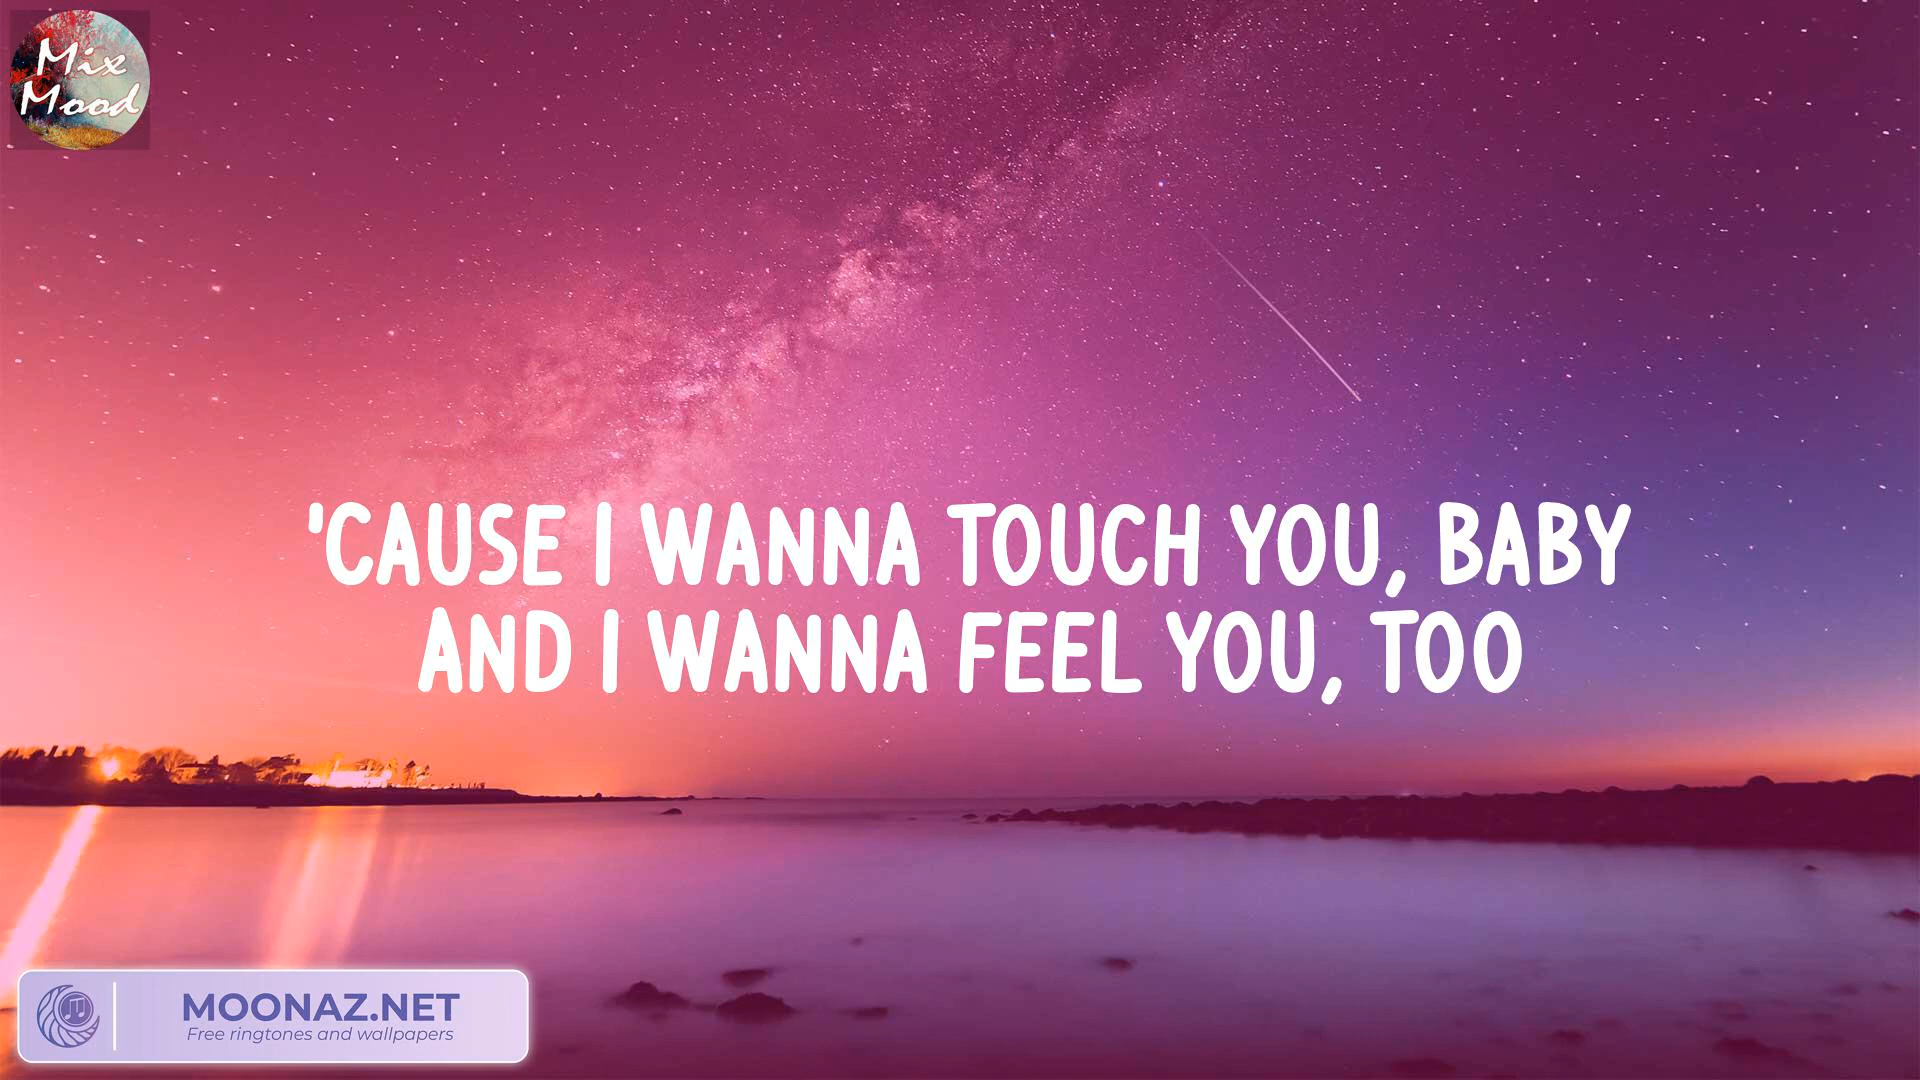 Mix
Mood
'CAUSE I WANNA TOUCH YOU, BABY
AND I WANNA FEEL YOU, TOO
MOONAZ.NET
Free ringtones and wallpapers